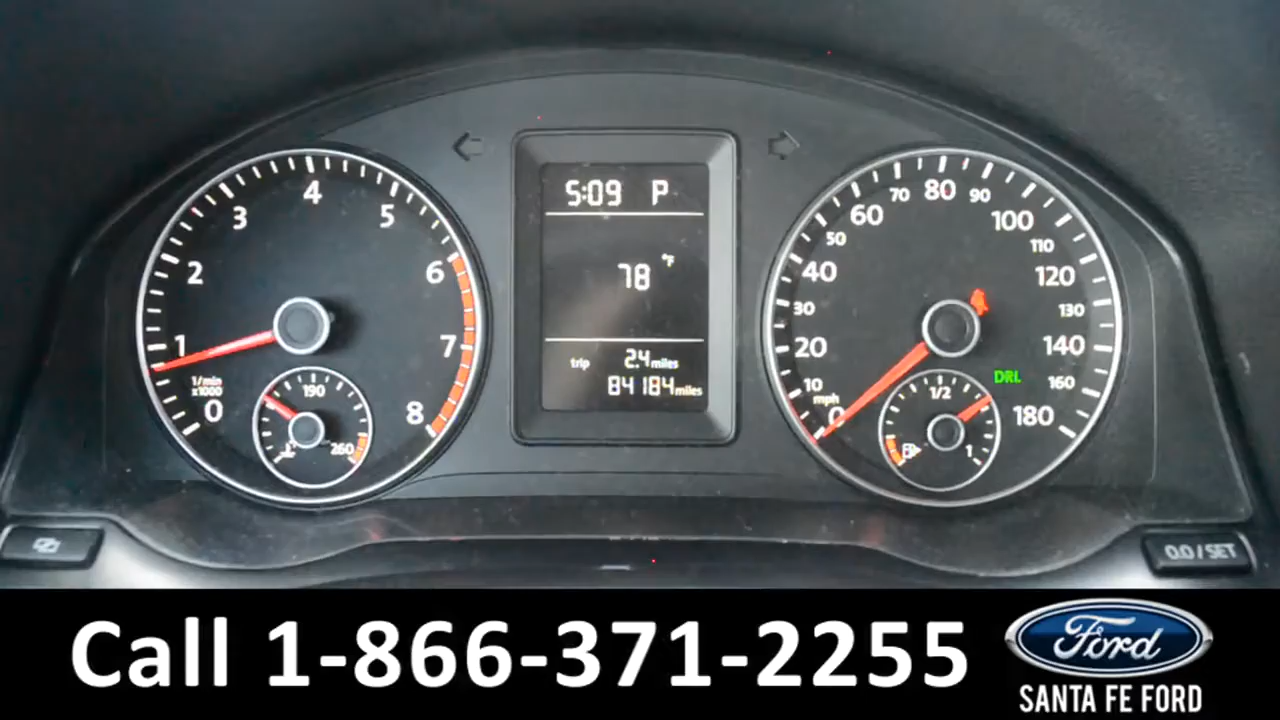 5:09 P
78 °F
trip 2.4 miles
84184 miles
0 1 2 3 4 5 6 7 8
1/min
x1000
190
260
0 10 20 30 40 50 60 70 80 90 100 110 120 130 140 160 180
mph
1/2
1
DRL
0.0 / SET
Call 1-866-371-2255
Ford
SANTA FE FORD